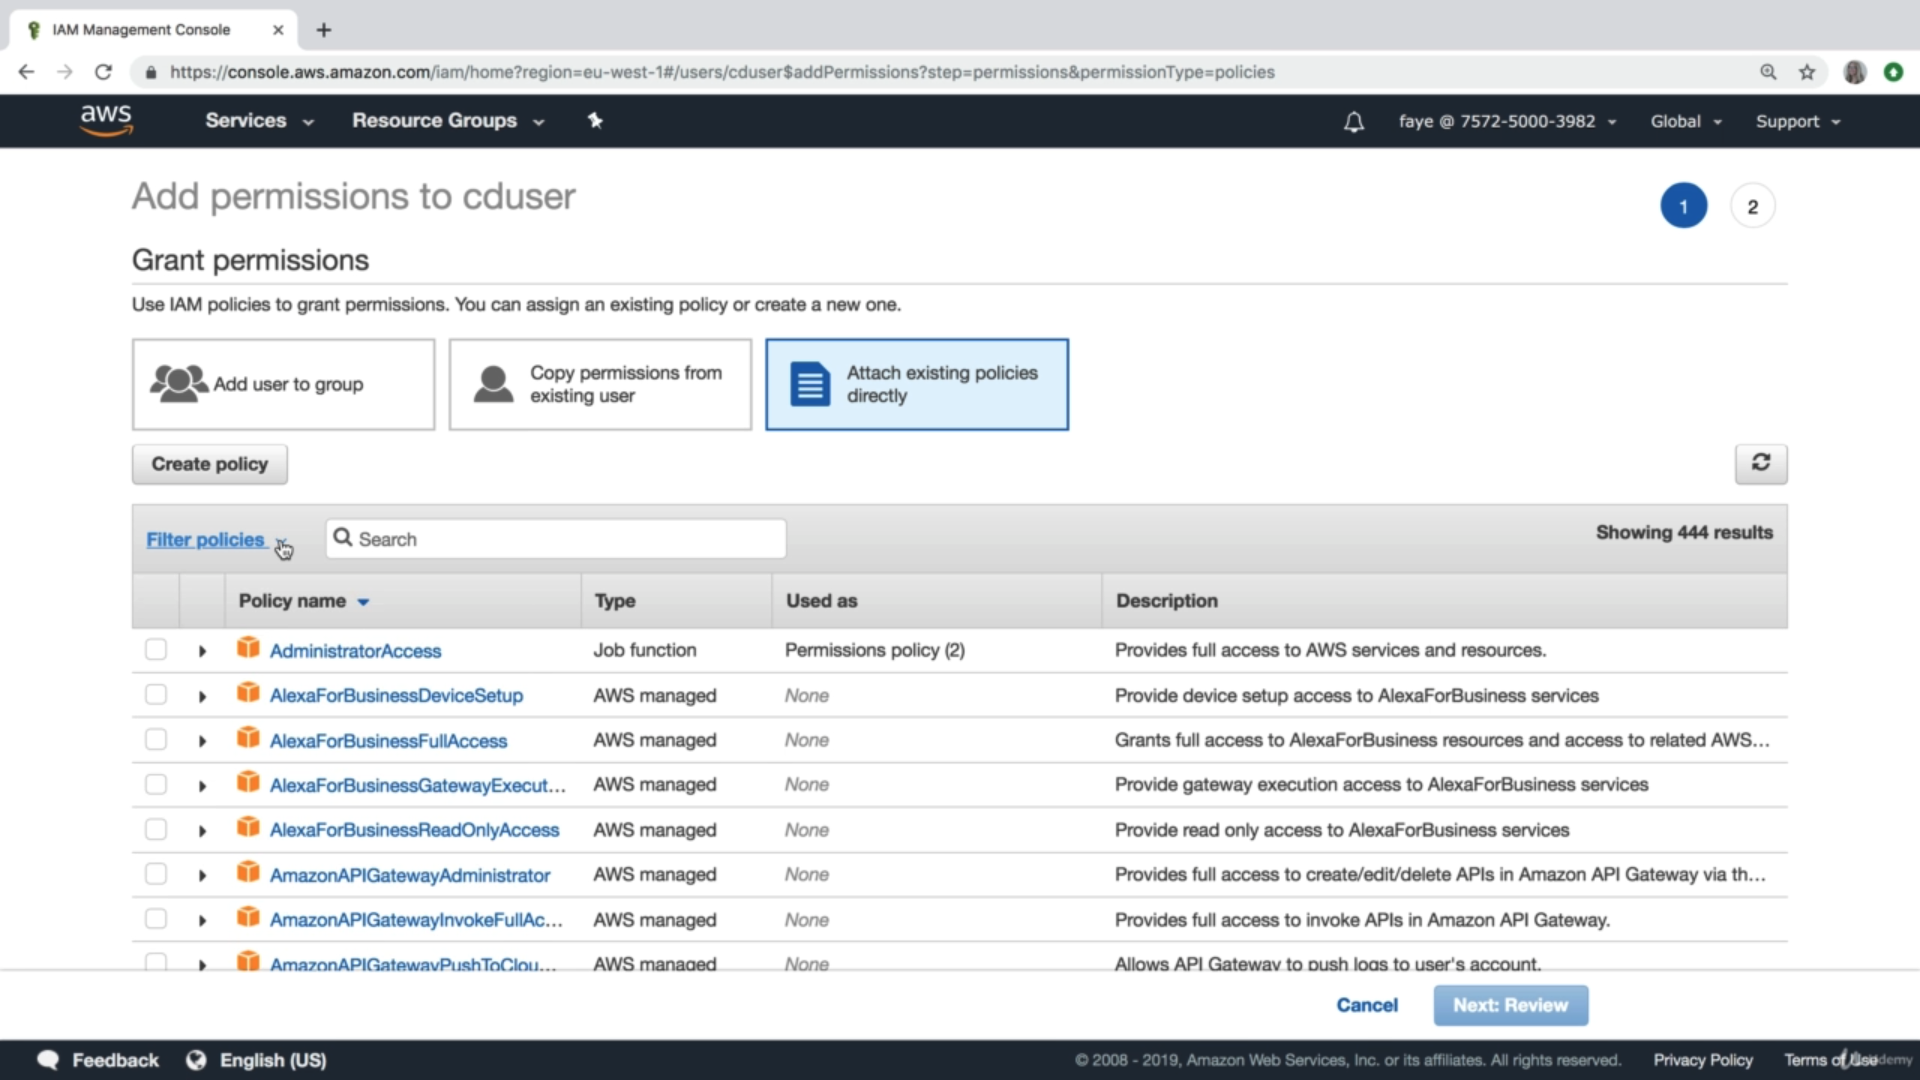 IAM Management Console
https://console.aws.amazon.com/iam/home?region=eu-west-1#/users/cduser$addPermissions?step=permissions&permissionType=policies
aws Services Resource Groups faye @ 7572-5000-3982 Global Support
Add permissions to cduser 1 2
Grant permissions
Use IAM policies to grant permissions. You can assign an existing policy or create a new one.
Add user to group
Copy permissions from
existing user
Attach existing policies
directly
Create policy
Filter policies Search Showing 444 results
Policy name Type Used as Description
AdministratorAccess Job function Permissions policy (2) Provides full access to AWS services and resources.
AlexaForBusinessDeviceSetup AWS managed None Provide device setup access to AlexaForBusiness services
AlexaForBusinessFullAccess AWS managed None Grants full access to AlexaForBusiness resources and access to related AWS...
AlexaForBusinessGatewayExecut... AWS managed None Provide gateway execution access to AlexaForBusiness services
AlexaForBusinessReadOnlyAccess AWS managed None Provide read only access to AlexaForBusiness services
AmazonAPIGatewayAdministrator AWS managed None Provides full access to create/edit/delete APIs in Amazon API Gateway via th...
AmazonAPIGatewayInvokeFullAc... AWS managed None Provides full access to invoke APIs in Amazon API Gateway.
AmazonAPIGatewayPushToClou... AWS managed None Allows API Gateway to push logs to user's account.
Cancel Next: Review
Feedback English (US) © 2008 - 2019, Amazon Web Services, Inc. or its affiliates. All rights reserved. Privacy Policy Terms of Use